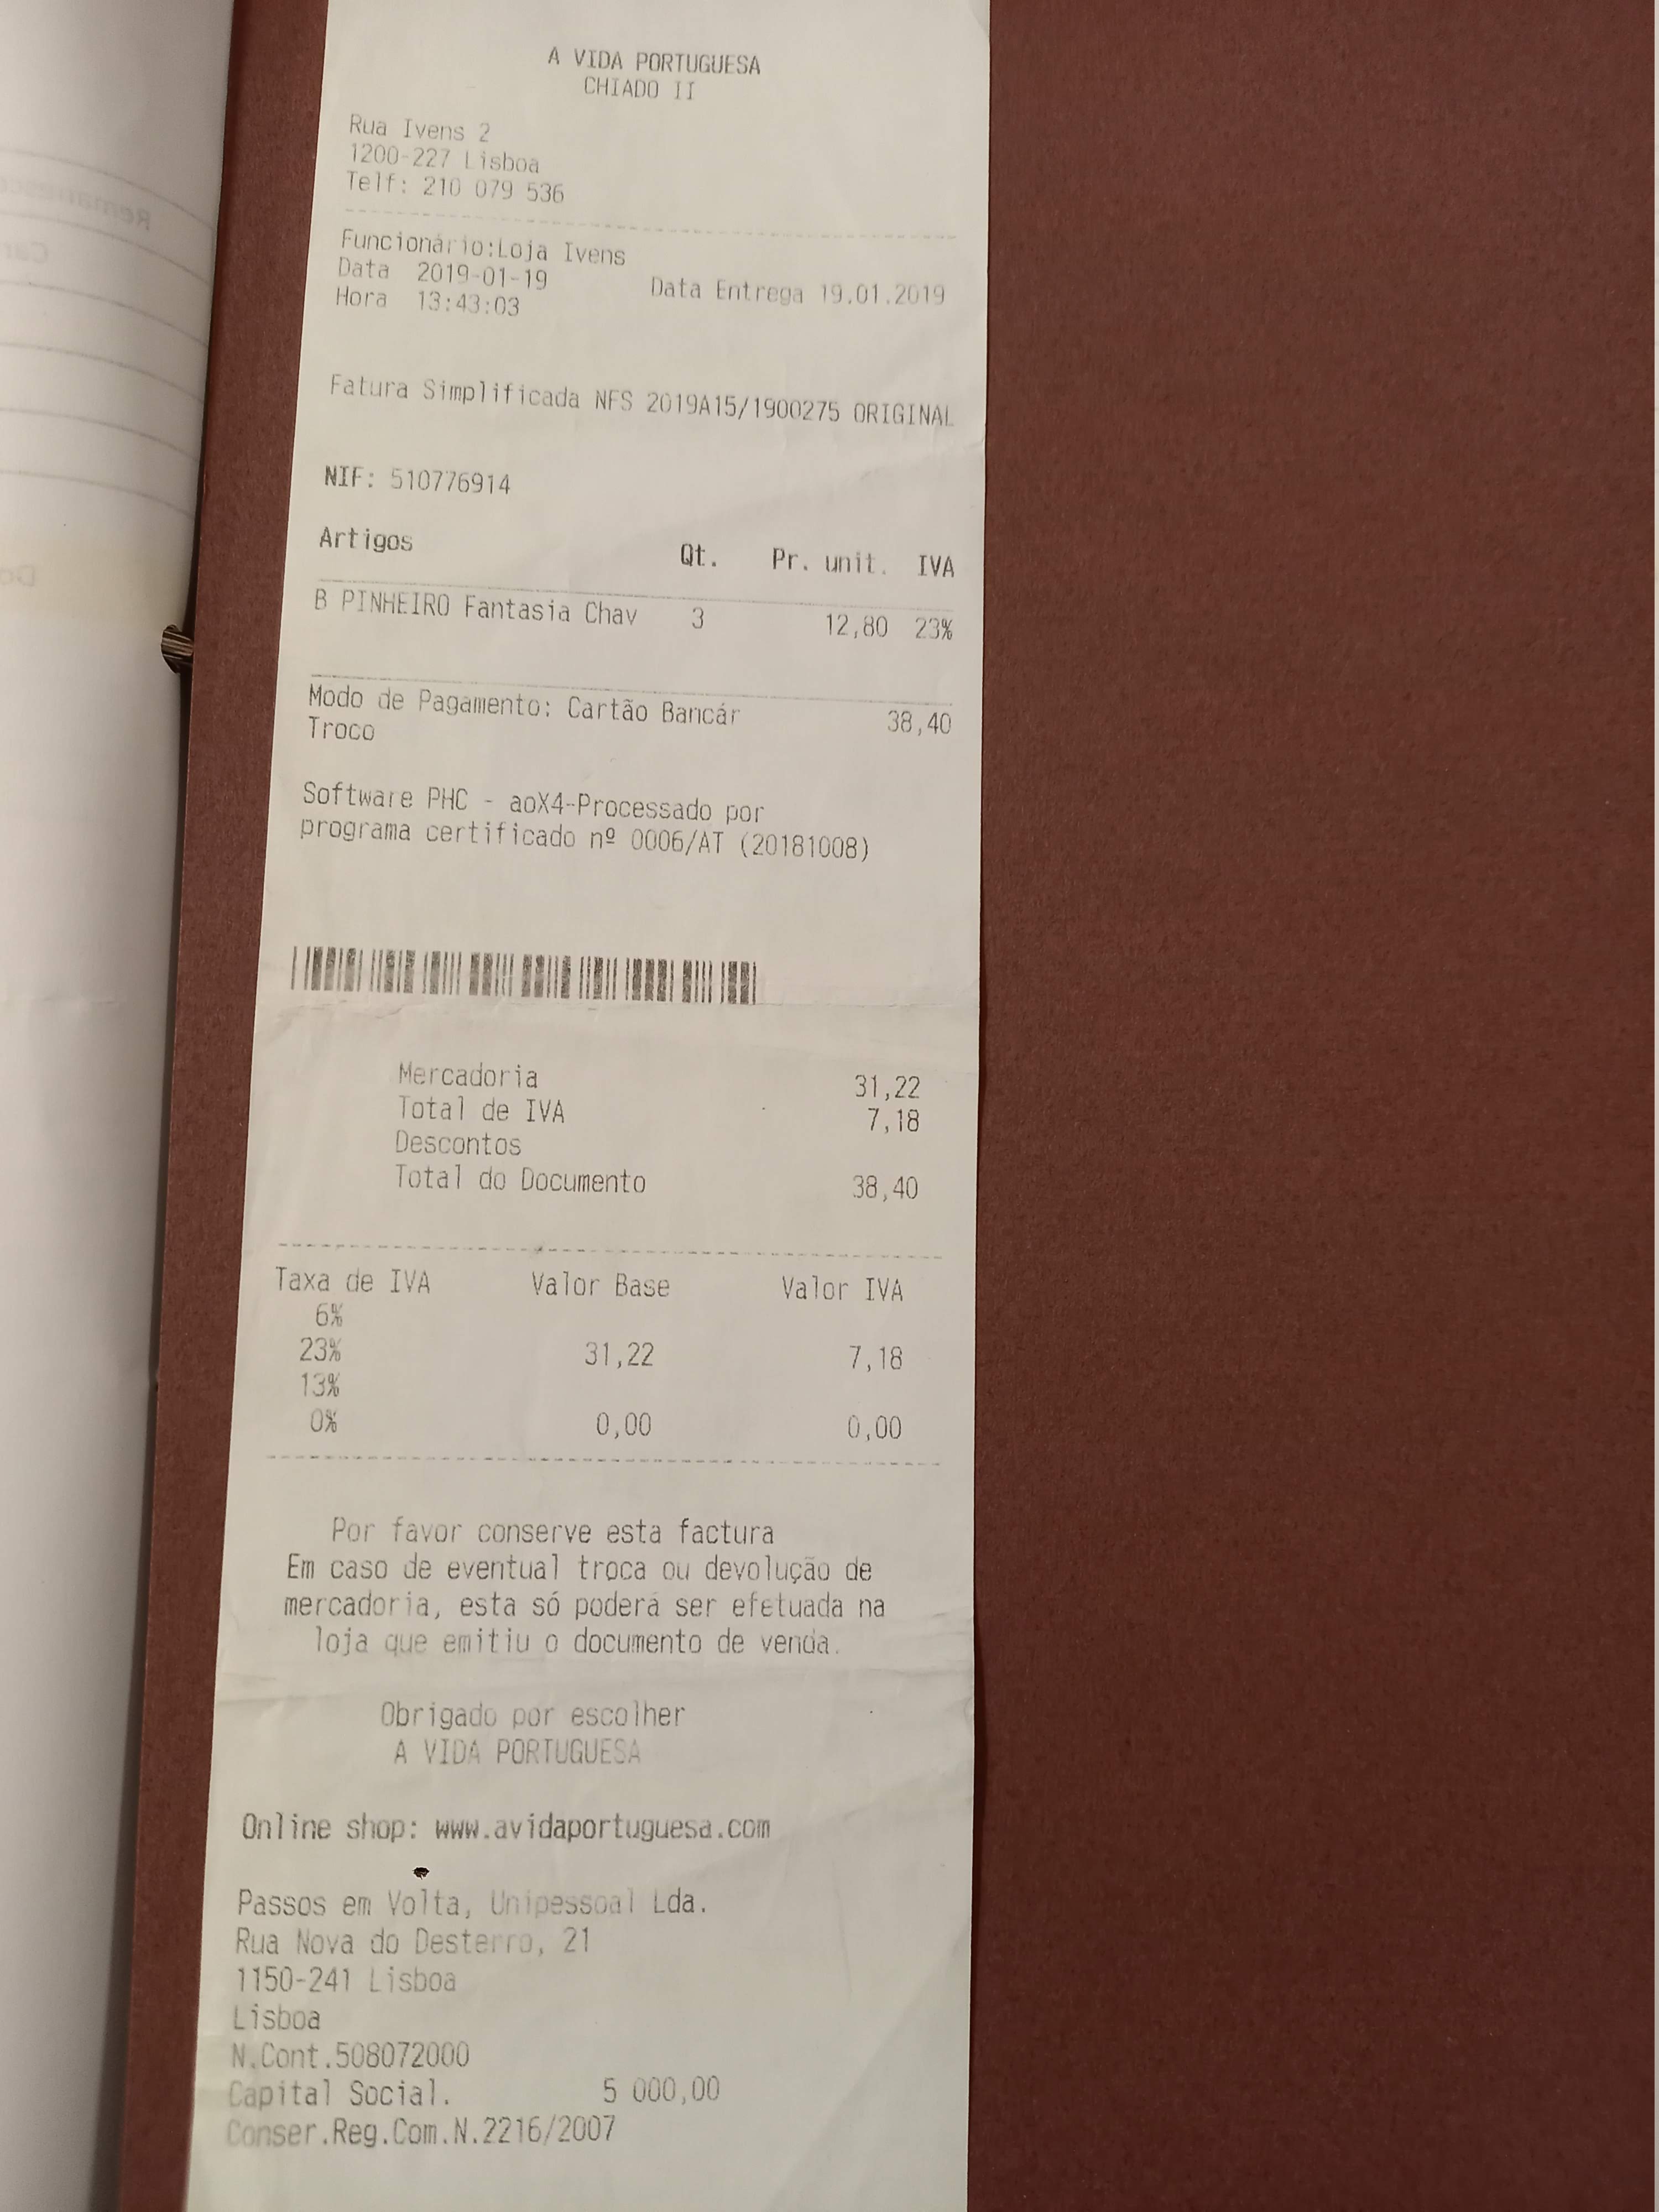 A VIDA PORTUGUESA
CHIADO II
Rua Ivens 2
1200-227 Lisboa
Telf: 210 079 536
Funcionário:Loja Ivens
Data 2019-01-19
Data Entrega 19.01.2019
Hora 13:43:03
Fatura Simplificada NFS 2019A15/1900275 ORIGINAL
NIF: 510776914
Artigos Qt. Pr. unit. IVA
B PINHEIRO Fantasia Chav 3 12,80 23%
Modo de Pagamento: Cartão Bancár 38,40
Troco
Software PHC - aoX4-Processado por
programa certificado nº 0006/AT (20181008)
Mercadoria 31,22
Total de IVA 7,18
Descontos
Total do Documento 38,40
Taxa de IVA Valor Base Valor IVA
6%
23% 31,22 7,18
13%
0% 0,00 0,00
Por favor conserve esta factura
Em caso de eventual troca ou devolução de
mercadoria, esta só poderá ser efetuada na
loja que emitiu o documento de venda.
Obrigado por escolher
A VIDA PORTUGUESA
Online shop: www.avidaportuguesa.com
Passos em Volta, Unipessoal Lda.
Rua Nova do Desterro, 21
1150-241 Lisboa
Lisboa
N.Cont.508072000
Capital Social. 5 000,00
Conser.Reg.Com.N.2216/2007